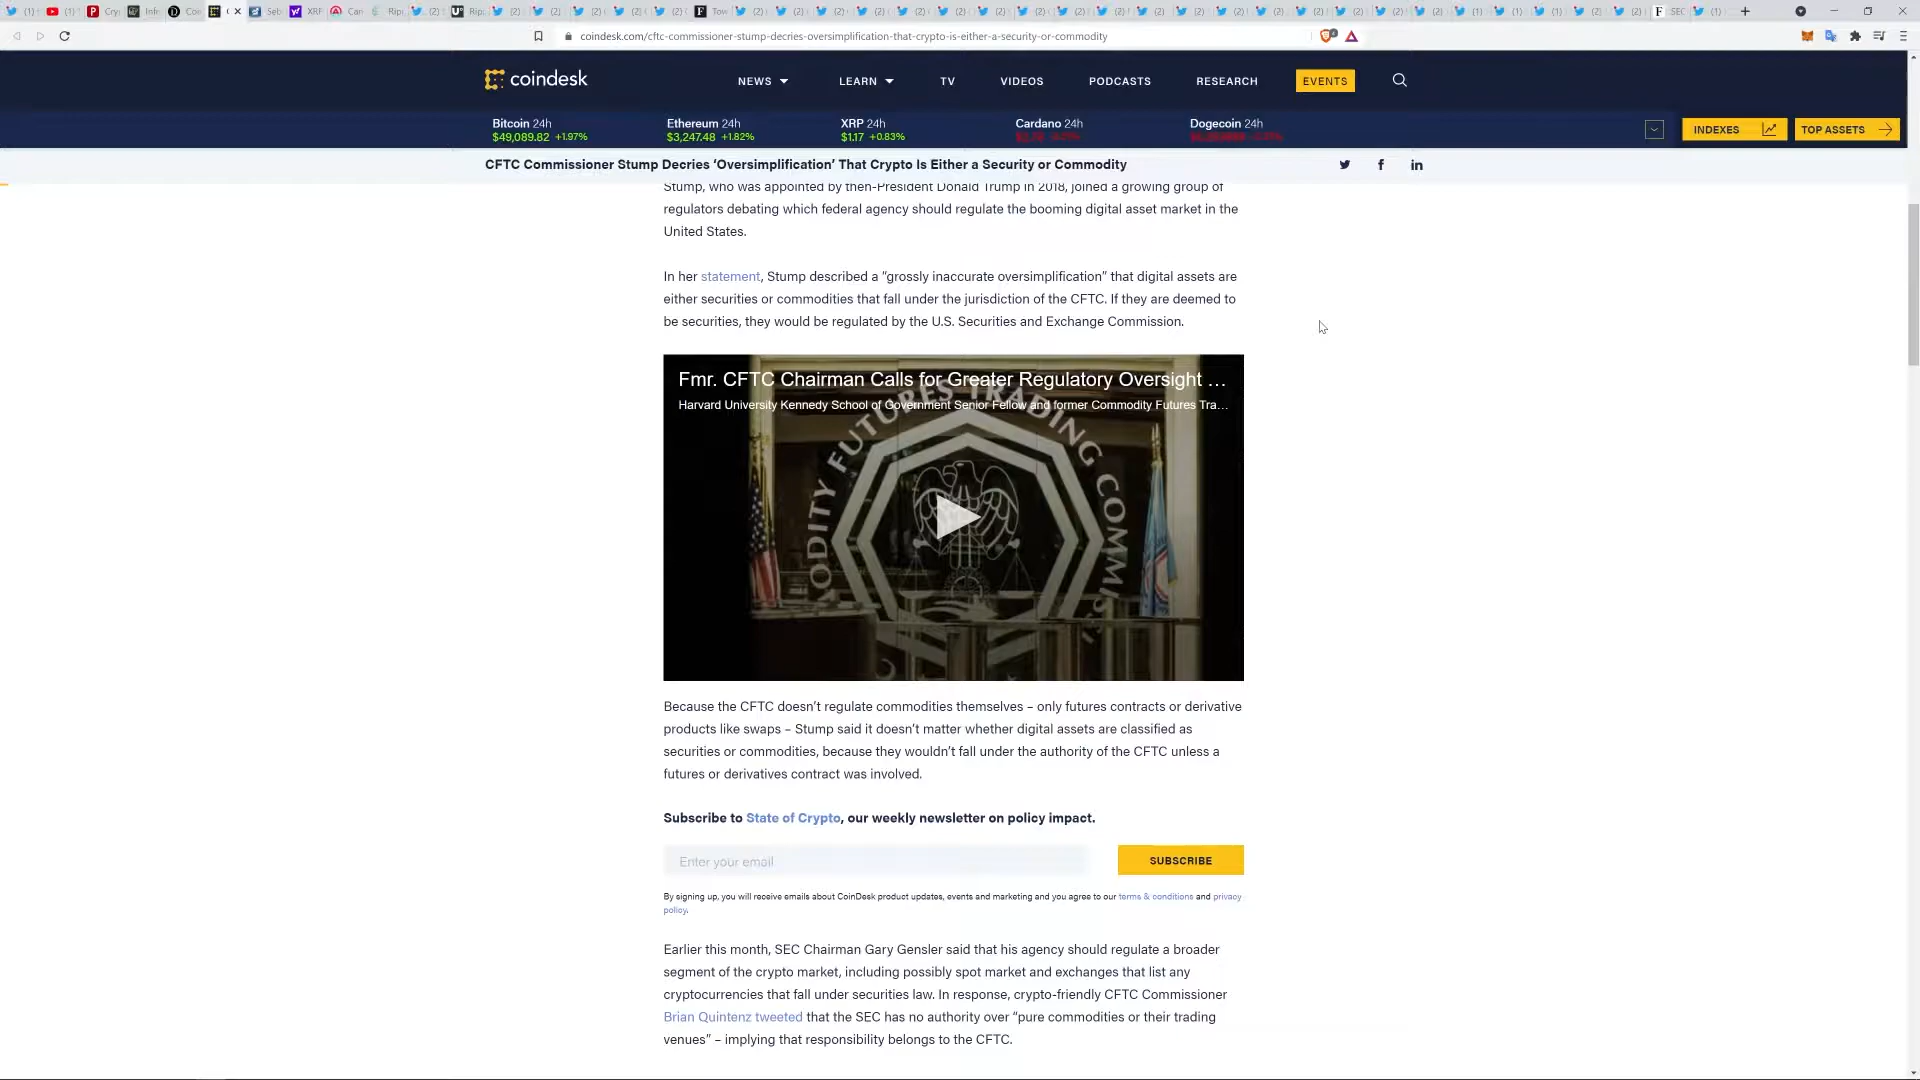 coindesk.com/cftc-commissioner-stump-decries-oversimplification-that-crypto-is-either-a-security-or-commodity
coindesk
NEWS
LEARN
TV
VIDEOS
PODCASTS
RESEARCH
EVENTS
Bitcoin 24h
$49,089.82 +1.97%
Ethereum 24h
$3,247.48 +1.82%
XRP 24h
$1.17 +0.83%
Cardano 24h
Dogecoin 24h
INDEXES
TOP ASSETS
CFTC Commissioner Stump Decries ‘Oversimplification’ That Crypto Is Either a Security or Commodity
Stump, who was appointed by then-President Donald Trump in 2018, joined a growing group of
regulators debating which federal agency should regulate the booming digital asset market in the
United States.
In her statement, Stump described a “grossly inaccurate oversimplification” that digital assets are
either securities or commodities that fall under the jurisdiction of the CFTC. If they are deemed to
be securities, they would be regulated by the U.S. Securities and Exchange Commission.
Fmr. CFTC Chairman Calls for Greater Regulatory Oversight ...
Harvard University Kennedy School of Government Senior Fellow and former Commodity Futures Tra...
ODITY FUTURES TRADING COMMIS
Because the CFTC doesn’t regulate commodities themselves – only futures contracts or derivative
products like swaps – Stump said it doesn’t matter whether digital assets are classified as
securities or commodities, because they wouldn’t fall under the authority of the CFTC unless a
futures or derivatives contract was involved.
Subscribe to State of Crypto, our weekly newsletter on policy impact.
Enter your email
SUBSCRIBE
By signing up, you will receive emails about CoinDesk product updates, events and marketing and you agree to our terms & conditions and privacy
policy.
Earlier this month, SEC Chairman Gary Gensler said that his agency should regulate a broader
segment of the crypto market, including possibly spot market and exchanges that list any
cryptocurrencies that fall under securities law. In response, crypto-friendly CFTC Commissioner
Brian Quintenz tweeted that the SEC has no authority over “pure commodities or their trading
venues” – implying that responsibility belongs to the CFTC.